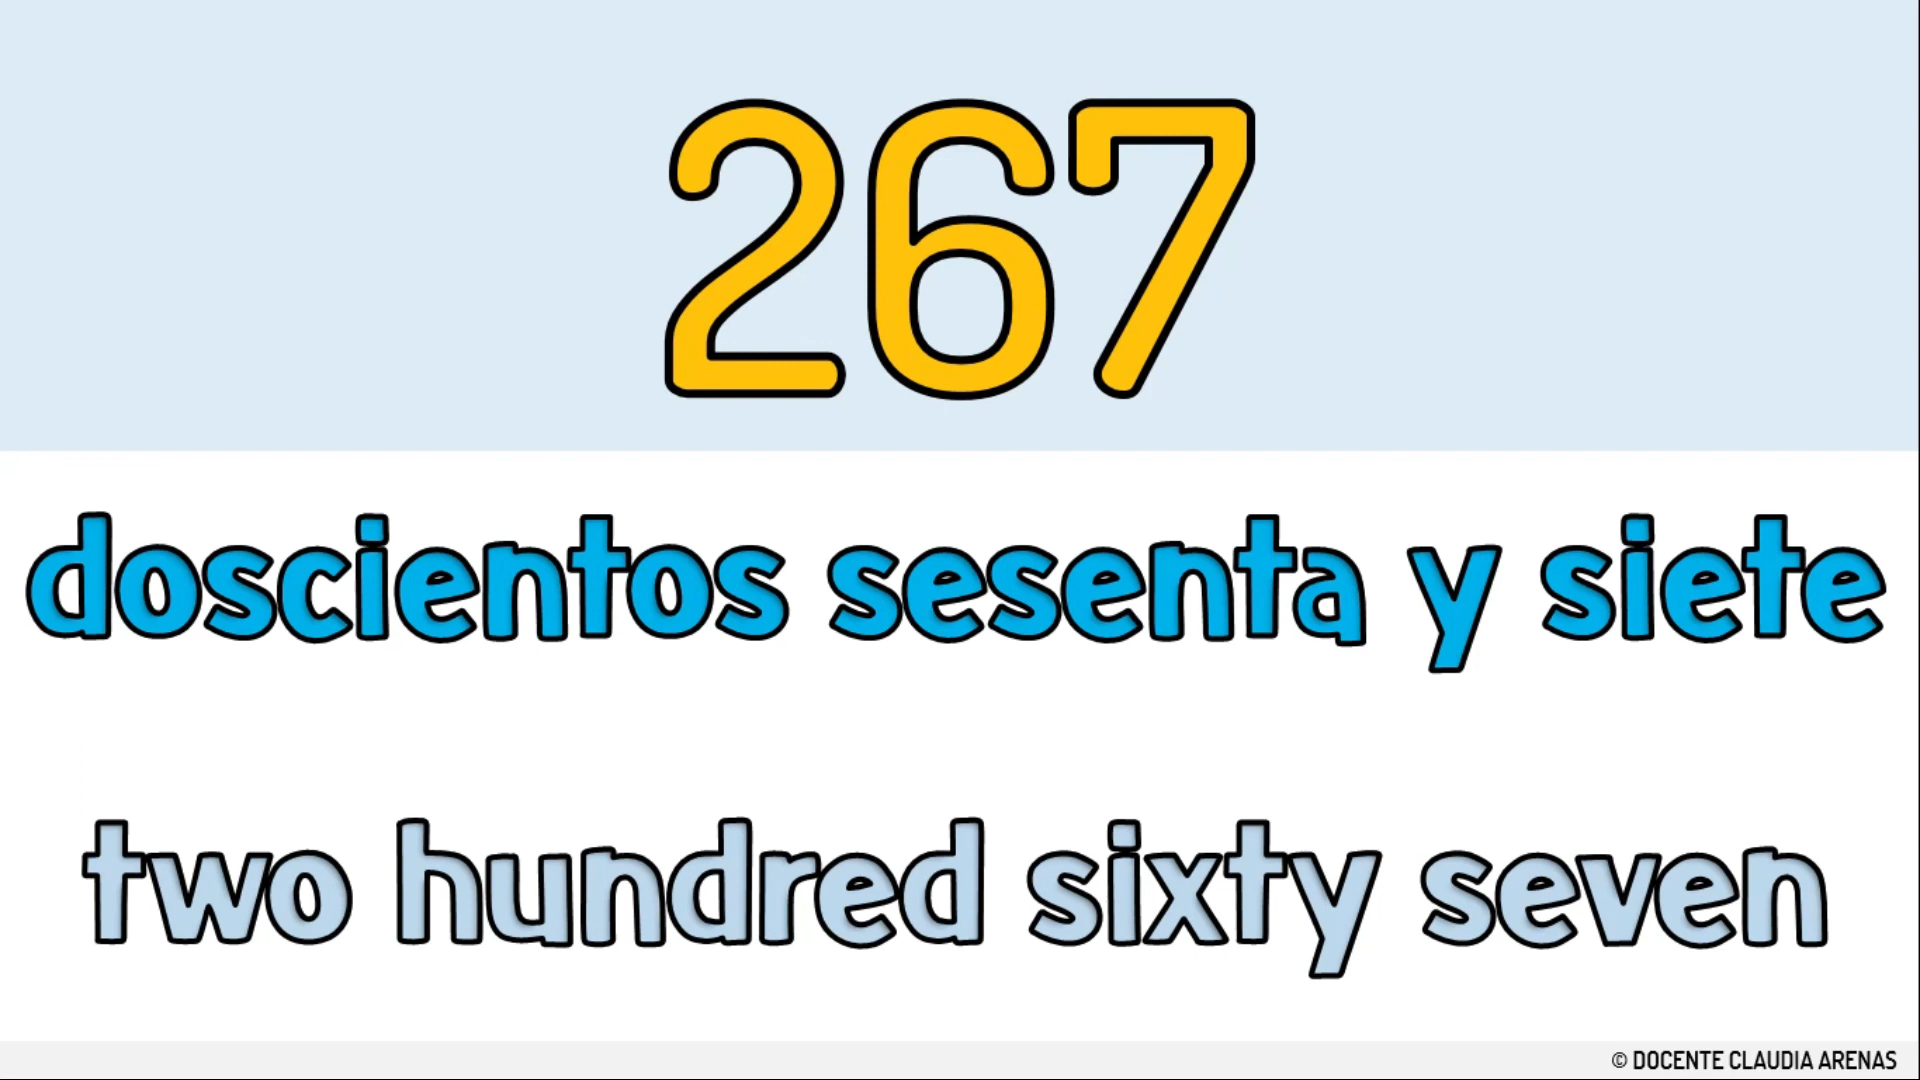 267
doscientos sesenta y siete
two hundred sixty seven
© DOCENTE CLAUDIA ARENAS